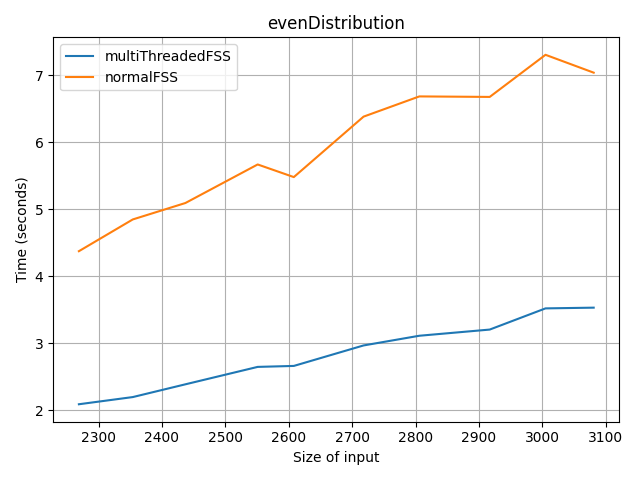 evenDistribution
multiThreadedFSS
normalFSS
Time (seconds)
7
6
5
4
3
2
2300 2400 2500 2600 2700 2800 2900 3000 3100
Size of input